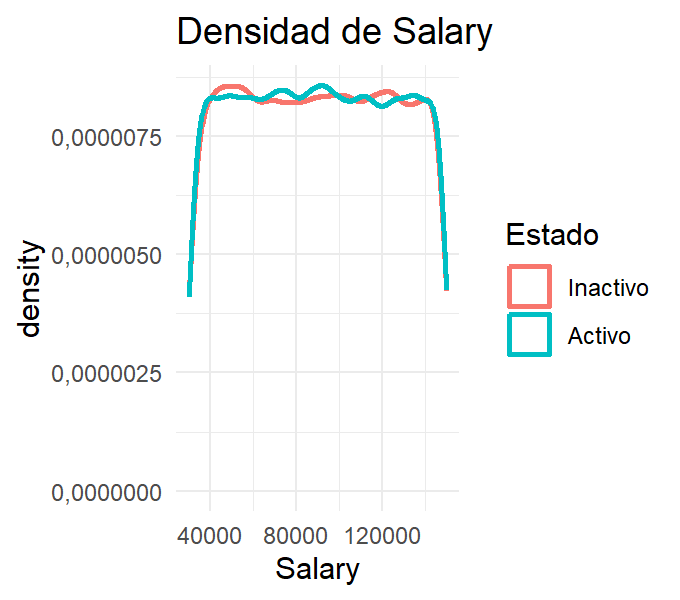 Densidad de Salary
density
0,0000075
0,0000050
0,0000025
0,0000000
40000 80000 120000
Salary
Estado
Inactivo
Activo